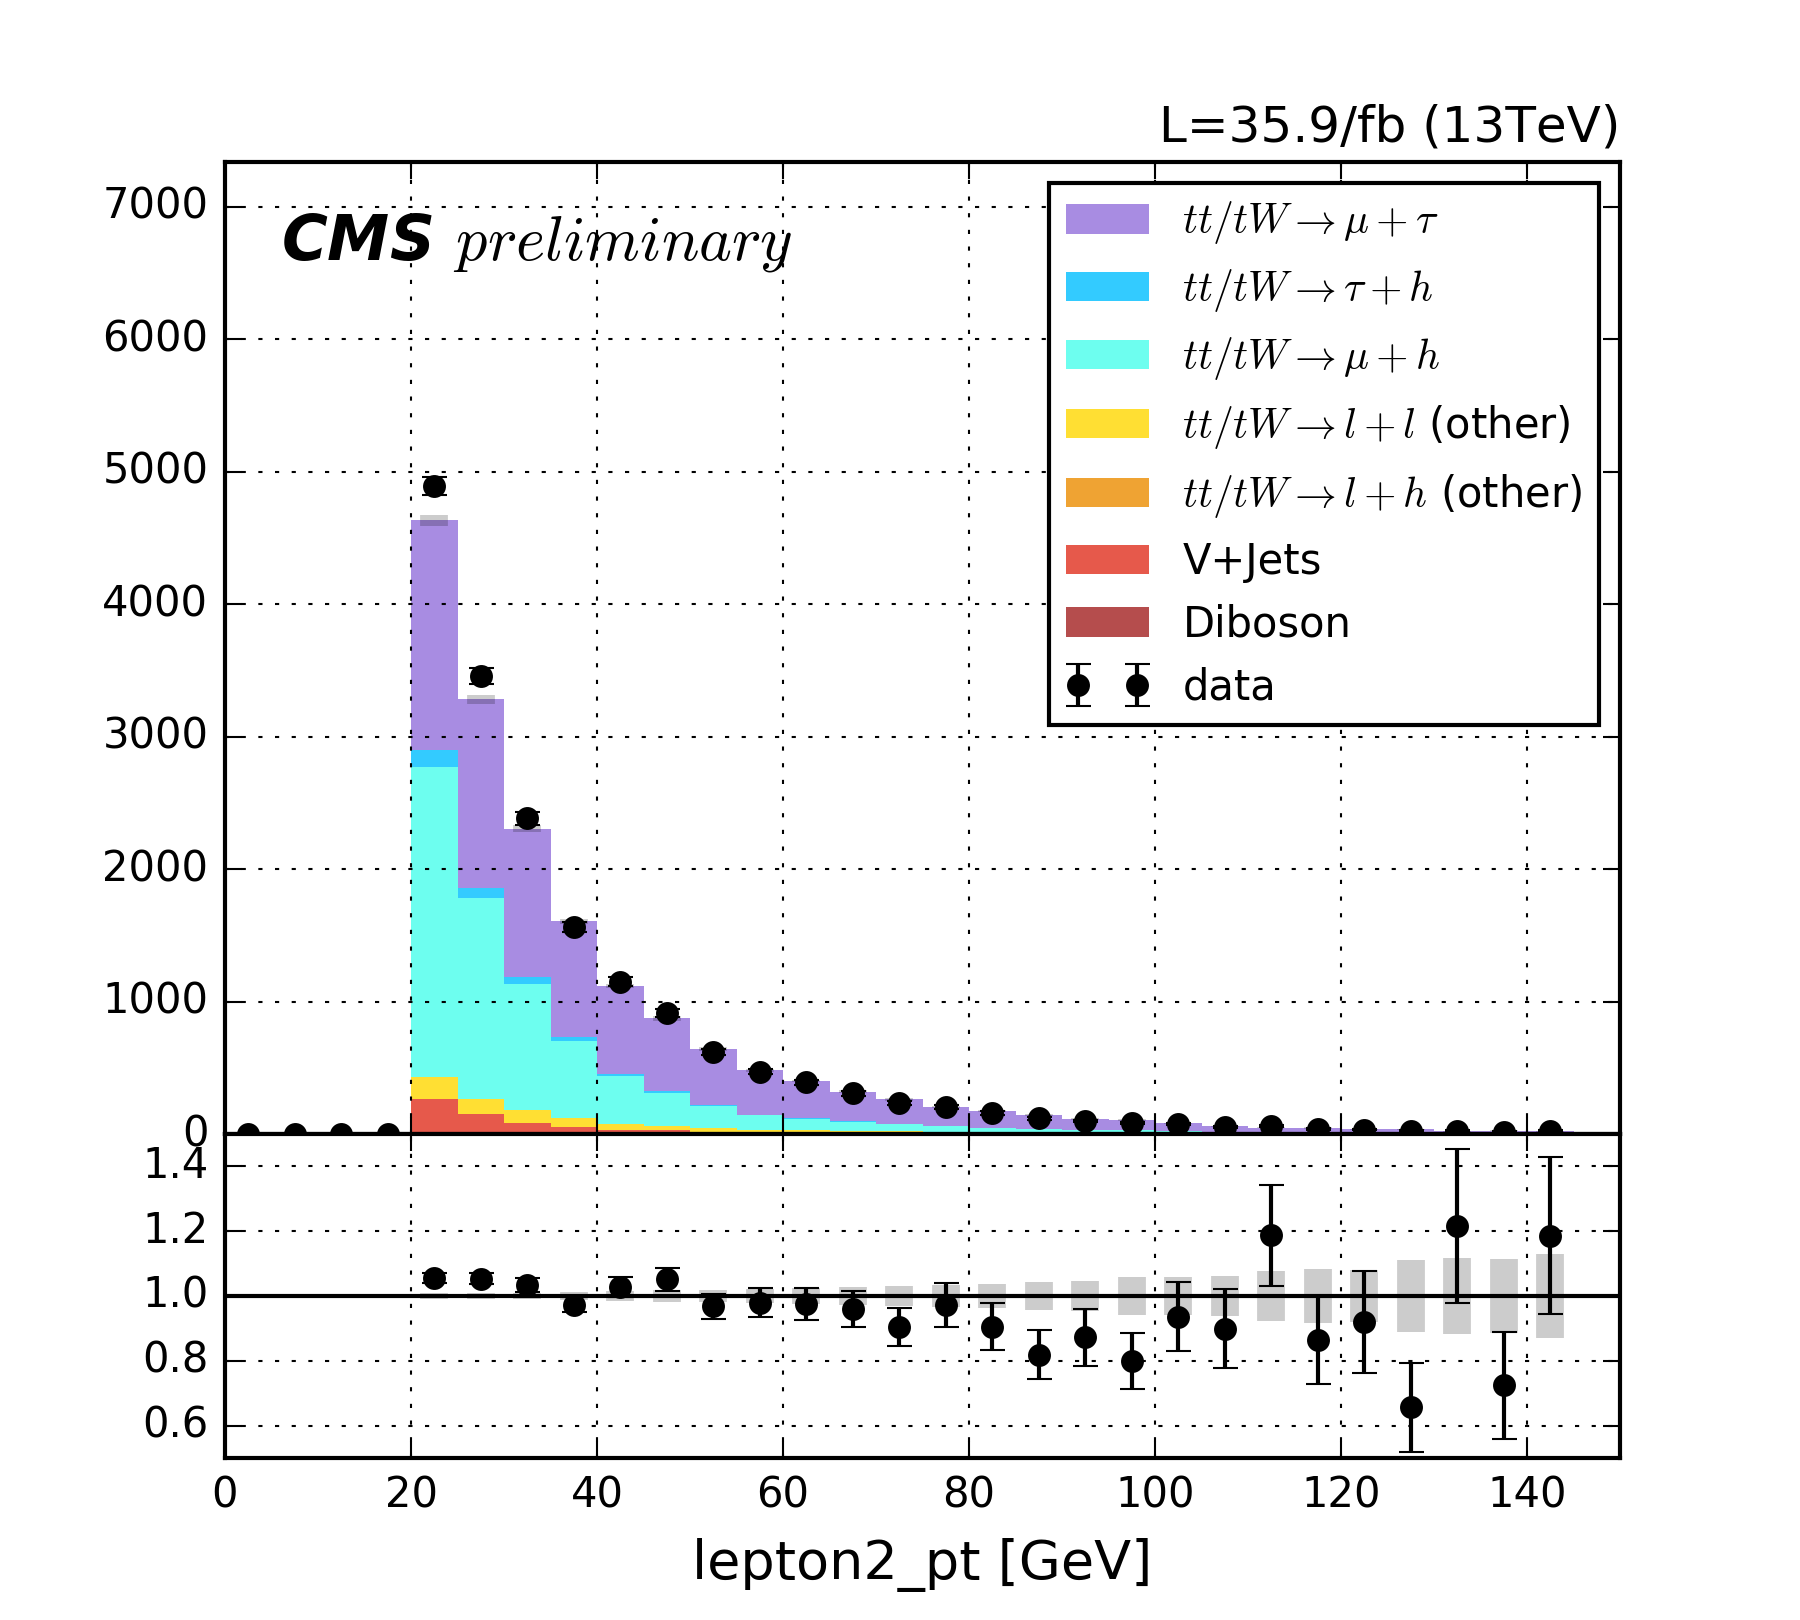 L=35.9/fb (13TeV)
CMS preliminary
7000
6000
5000
4000
3000
2000
1000
0
tt/tW→μ+τ
tt/tW→τ+h
tt/tW→μ+h
tt/tW→l+l (other)
tt/tW→l+h (other)
V+Jets
Diboson
data
1.4
1.2
1.0
0.8
0.6
0 20 40 60 80 100 120 140
lepton2_pt [GeV]